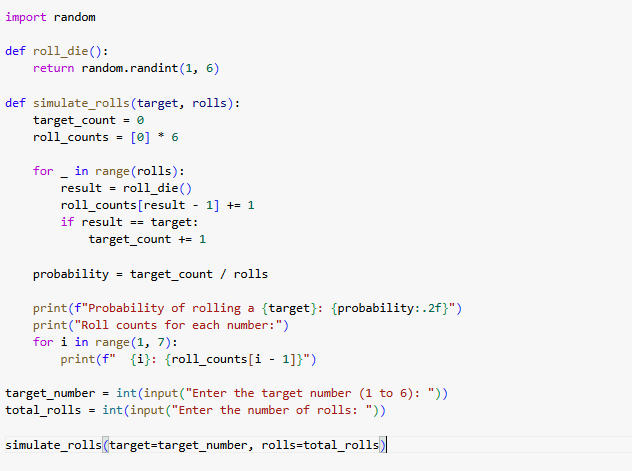 import random

def roll_die():
    return random.randint(1, 6)

def simulate_rolls(target, rolls):
    target_count = 0
    roll_counts = [0] * 6

    for _ in range(rolls):
        result = roll_die()
        roll_counts[result - 1] += 1
        if result == target:
            target_count += 1

    probability = target_count / rolls

    print(f"Probability of rolling a {target}: {probability:.2f}")
    print("Roll counts for each number:")
    for i in range(1, 7):
        print(f"  {i}: {roll_counts[i - 1]}")

target_number = int(input("Enter the target number (1 to 6): "))
total_rolls = int(input("Enter the number of rolls: "))

simulate_rolls(target=target_number, rolls=total_rolls)